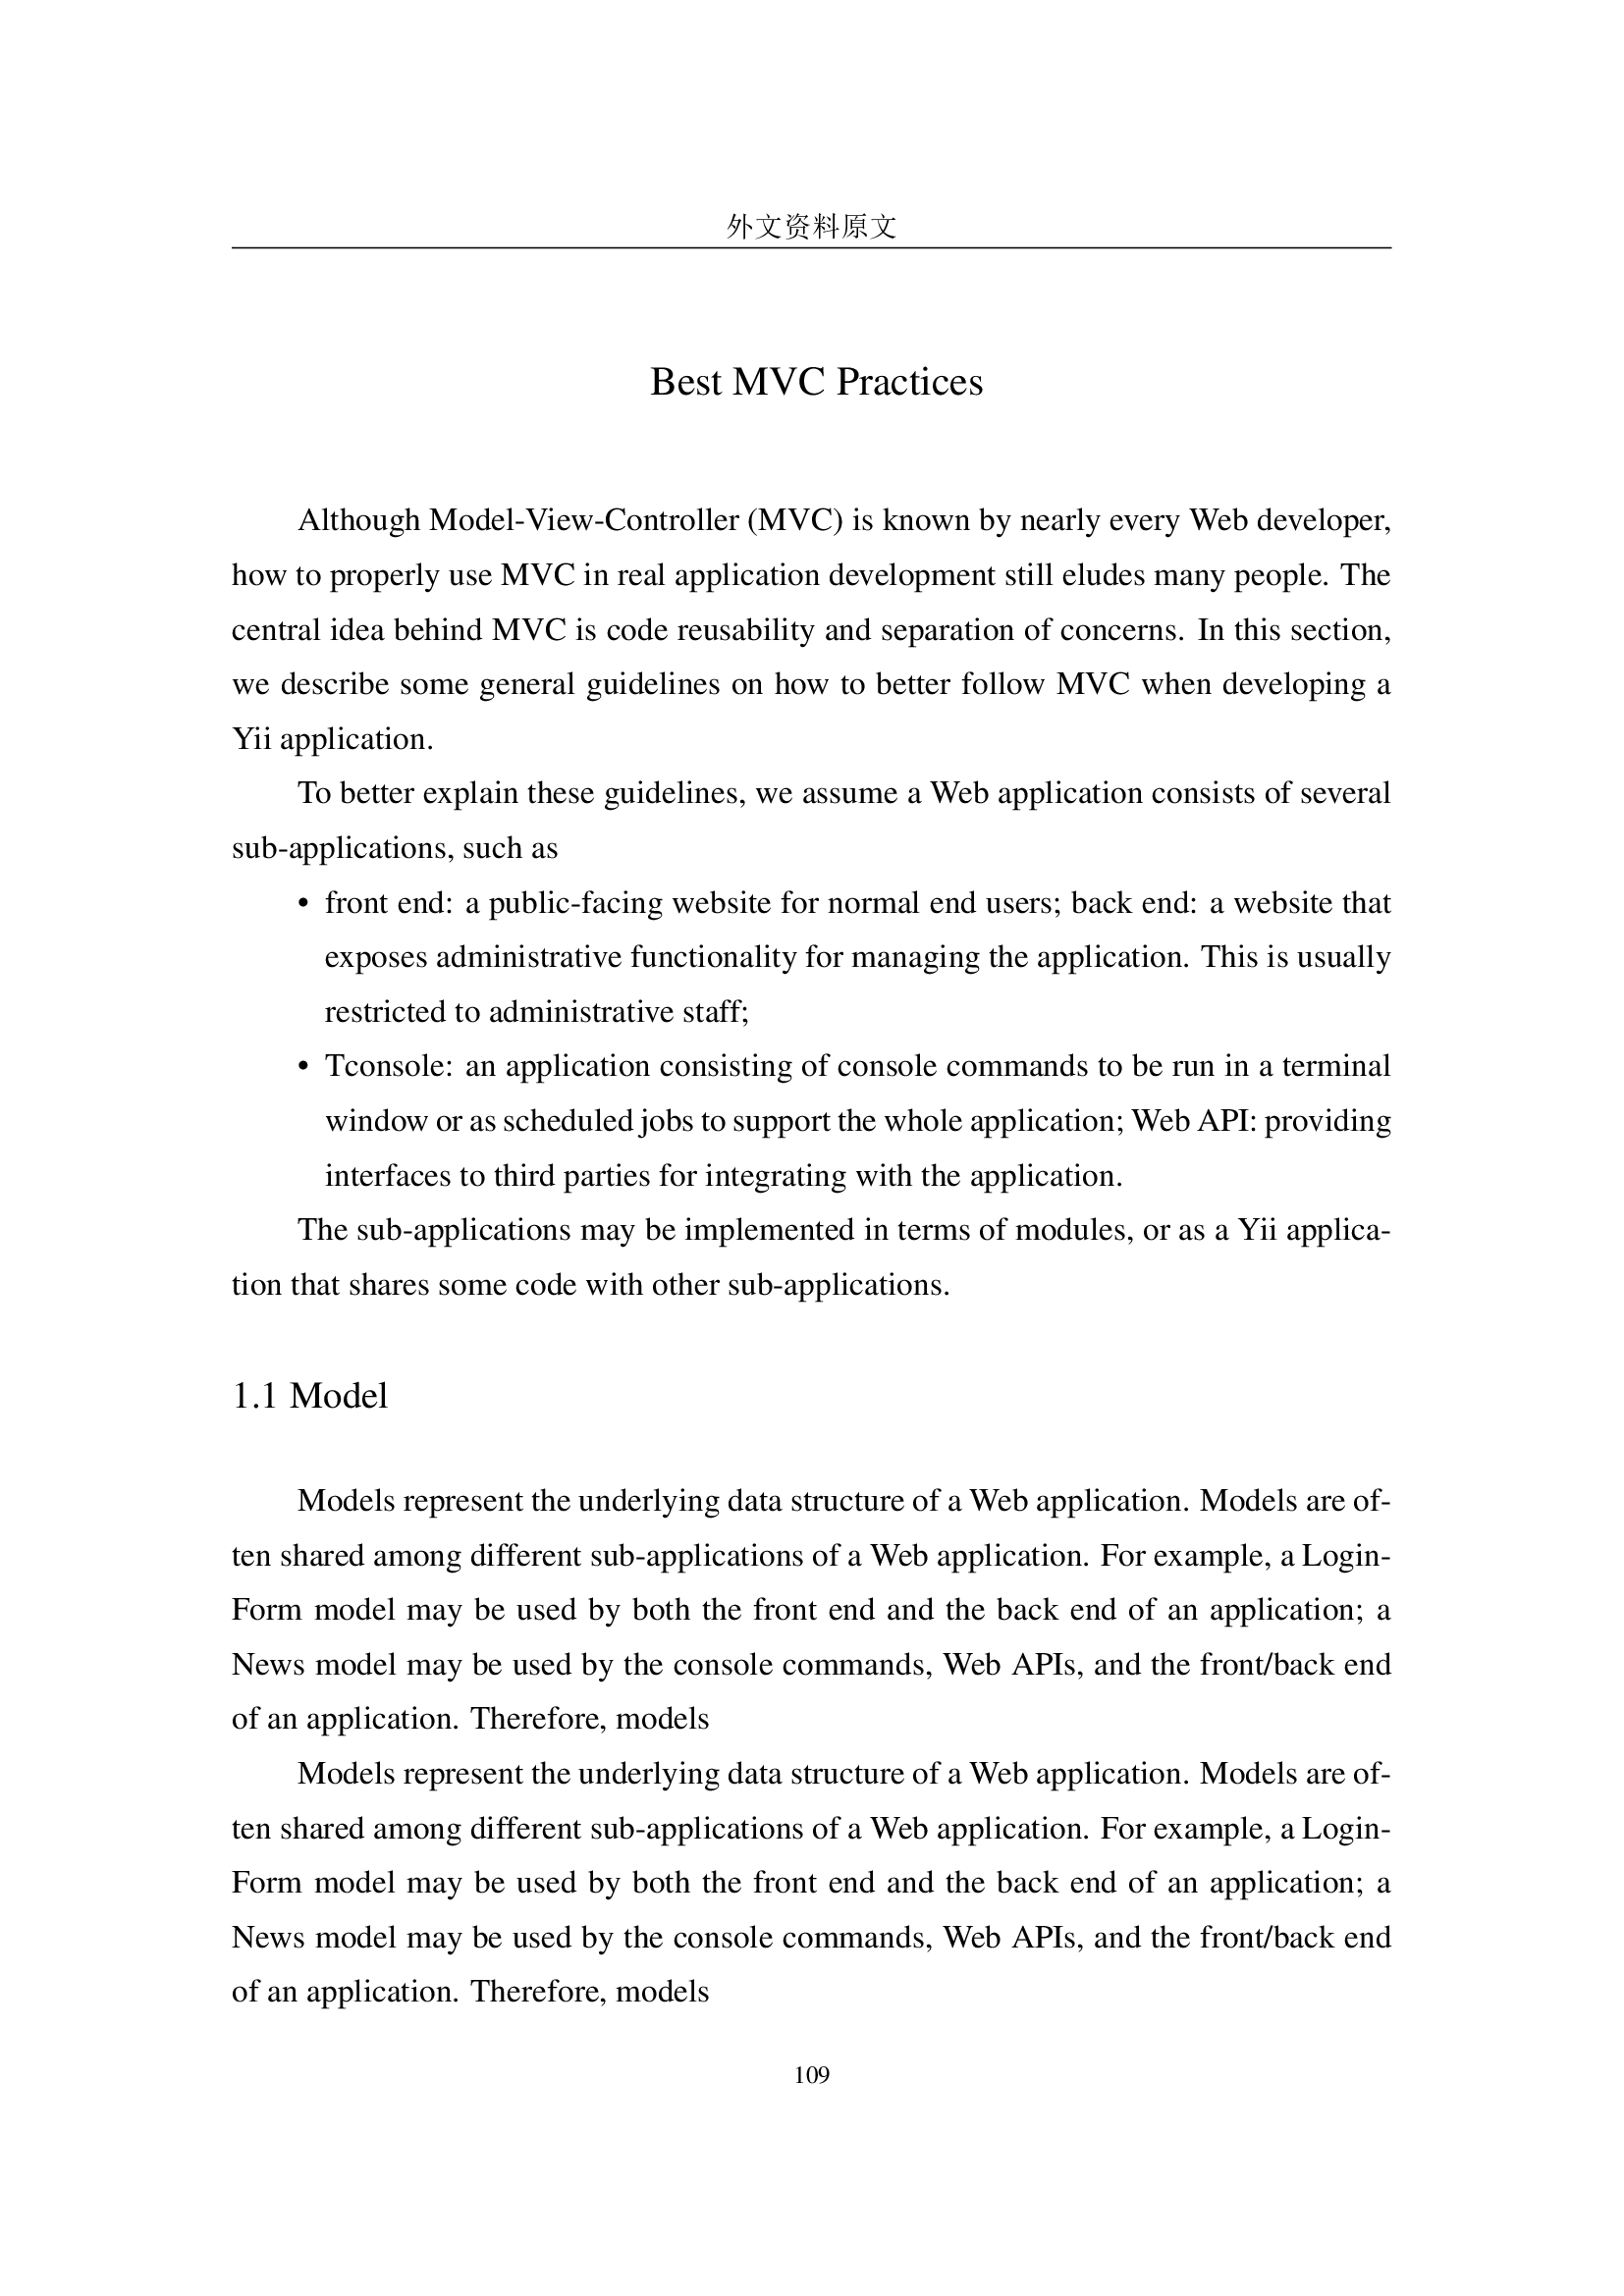 外文资料原文
Best MVC Practices
Although Model-View-Controller (MVC) is known by nearly every Web developer,
how to properly use MVC in real application development still eludes many people. The
central idea behind MVC is code reusability and separation of concerns. In this section,
we describe some general guidelines on how to better follow MVC when developing a
Yii application.
To better explain these guidelines, we assume a Web application consists of several
sub-applications, such as
• front end: a public-facing website for normal end users; back end: a website that
exposes administrative functionality for managing the application. This is usually
restricted to administrative staff;
• Tconsole: an application consisting of console commands to be run in a terminal
window or as scheduled jobs to support the whole application; Web API: providing
interfaces to third parties for integrating with the application.
The sub-applications may be implemented in terms of modules, or as a Yii applica-
tion that shares some code with other sub-applications.
1.1 Model
Models represent the underlying data structure of a Web application. Models are of-
ten shared among different sub-applications of a Web application. For example, a Login-
Form model may be used by both the front end and the back end of an application; a
News model may be used by the console commands, Web APIs, and the front/back end
of an application. Therefore, models
Models represent the underlying data structure of a Web application. Models are of-
ten shared among different sub-applications of a Web application. For example, a Login-
Form model may be used by both the front end and the back end of an application; a
News model may be used by the console commands, Web APIs, and the front/back end
of an application. Therefore, models
109